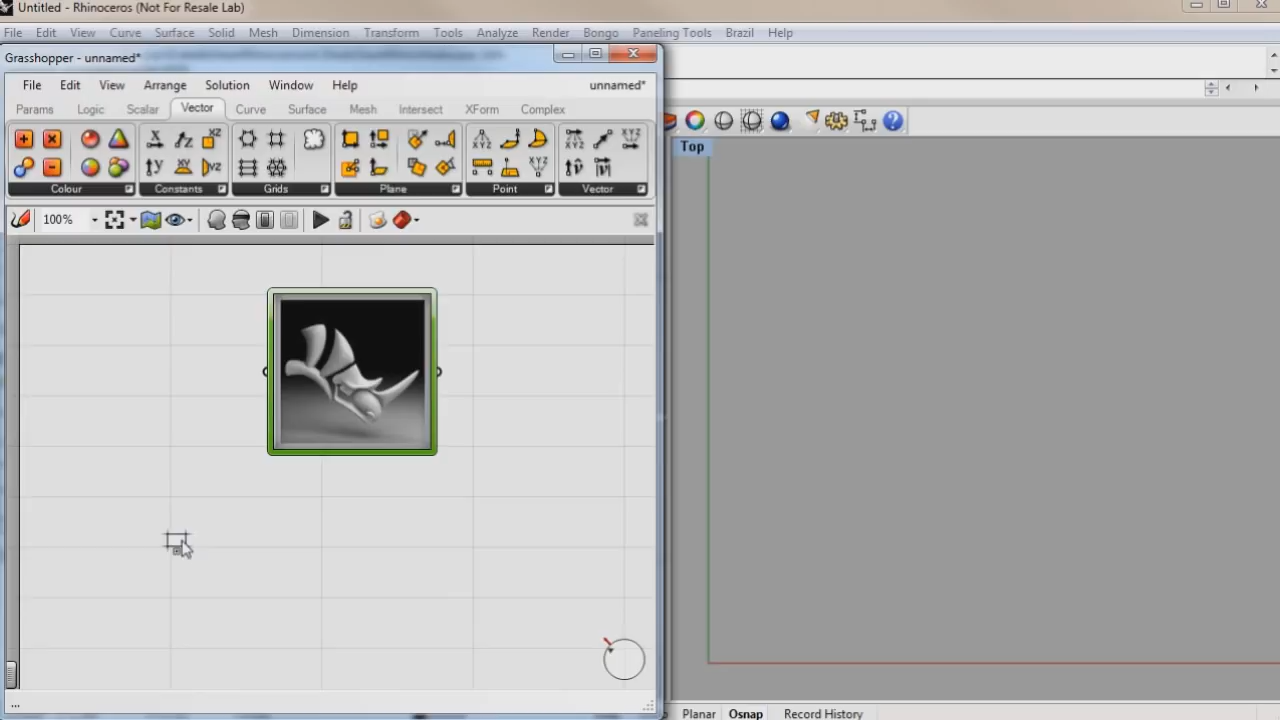 Untitled - Rhinoceros (Not For Resale Lab)
File Edit View Curve Surface Solid Mesh Dimension Transform Tools Analyze Render Bongo Paneling Tools Brazil Help
Grasshopper - unnamed*
File Edit View Arrange Solution Window Help unnamed*
Params Logic Scalar Vector Curve Surface Mesh Intersect XForm Complex
Colour Constants Grids Plane Point Vector
100%
Top
...
Planar Osnap Record History